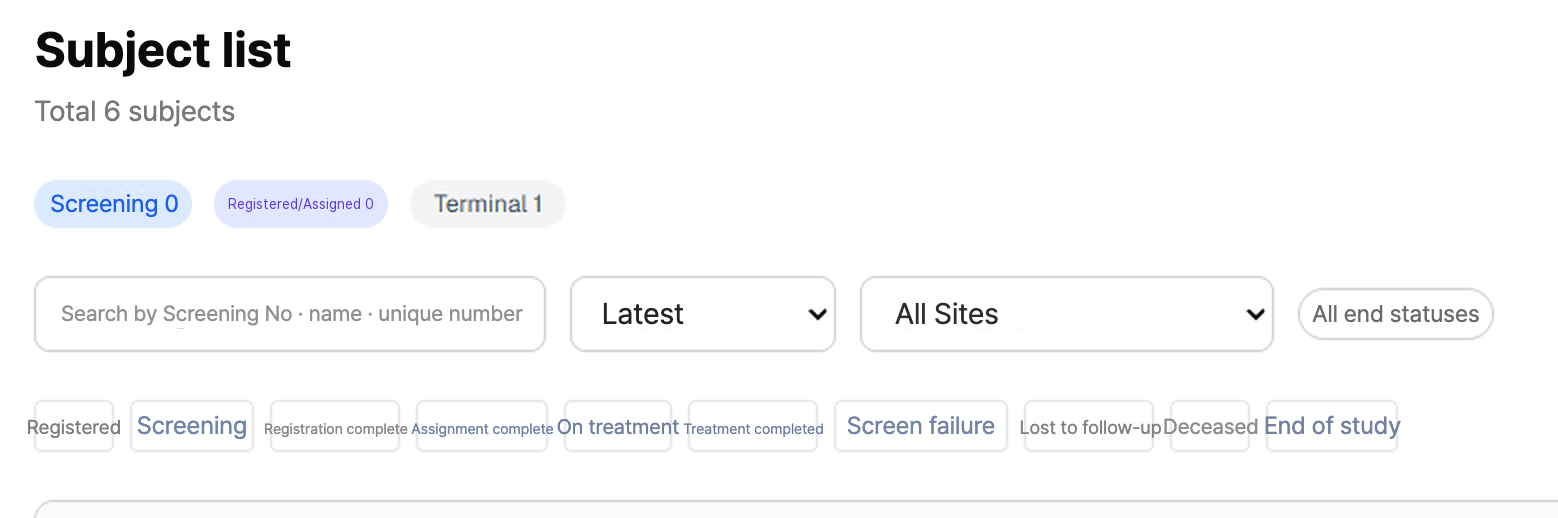 Subject list
Total 6 subjects
Screening 0 Registered/Assigned 0 Terminal 1
Search by Screening No · name · unique number Latest All Sites All end statuses
Registered Screening Registration complete Assignment complete On treatment Treatment completed Screen failure Lost to follow-up Deceased End of study